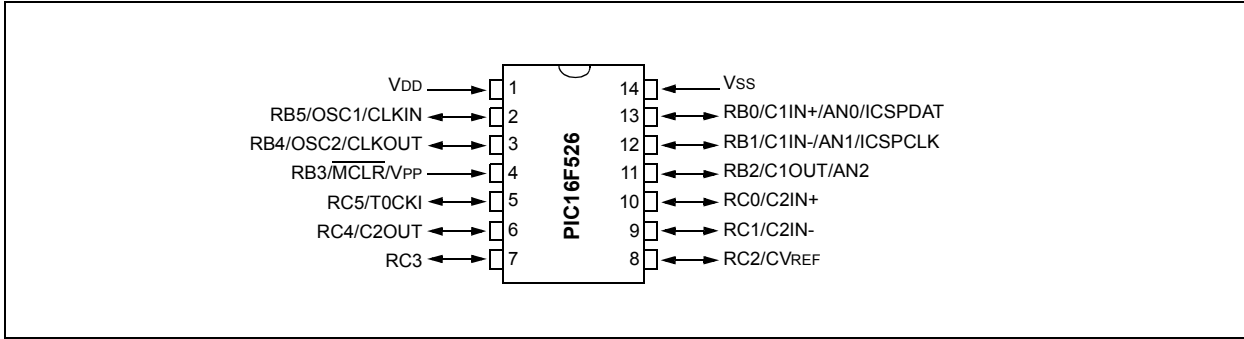 VDD 1 14 VSS
RB5/OSC1/CLKIN 2 13 RB0/C1IN+/AN0/ICSPDAT
RB4/OSC2/CLKOUT 3 12 RB1/C1IN-/AN1/ICSPCLK
RB3/MCLR/VPP 4 11 RB2/C1OUT/AN2
RC5/T0CKI 5 10 RC0/C2IN+
RC4/C2OUT 6 9 RC1/C2IN-
RC3 7 8 RC2/CVREF
PIC16F526